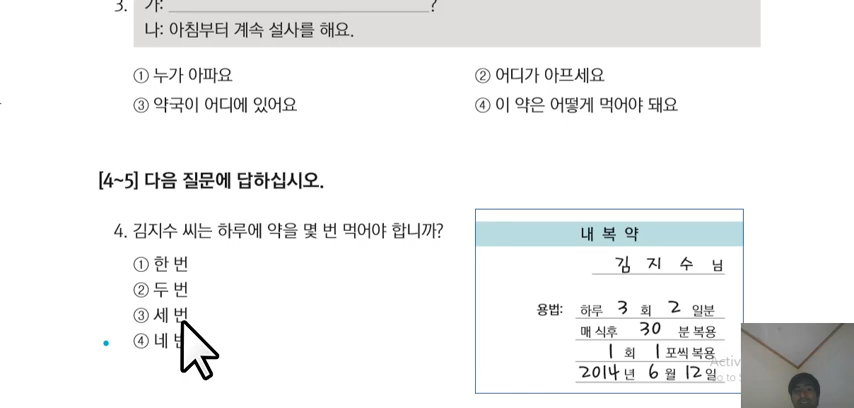 3. 가: ______________________________?
나: 아침부터 계속 설사를 해요.
① 누가 아파요 ② 어디가 아프세요
③ 약국이 어디에 있어요 ④ 이 약은 어떻게 먹어야 돼요
[4~5] 다음 질문에 답하십시오.
4. 김지수 씨는 하루에 약을 몇 번 먹어야 합니까?
① 한 번
② 두 번
③ 세 번
④ 네
내 복 약
김 지 수 님
용법: 하루 3 회 2 일분
매 식후 30 분 복용
1 회 1 포씩 복용
2014 년 6 월 12 일
Activ